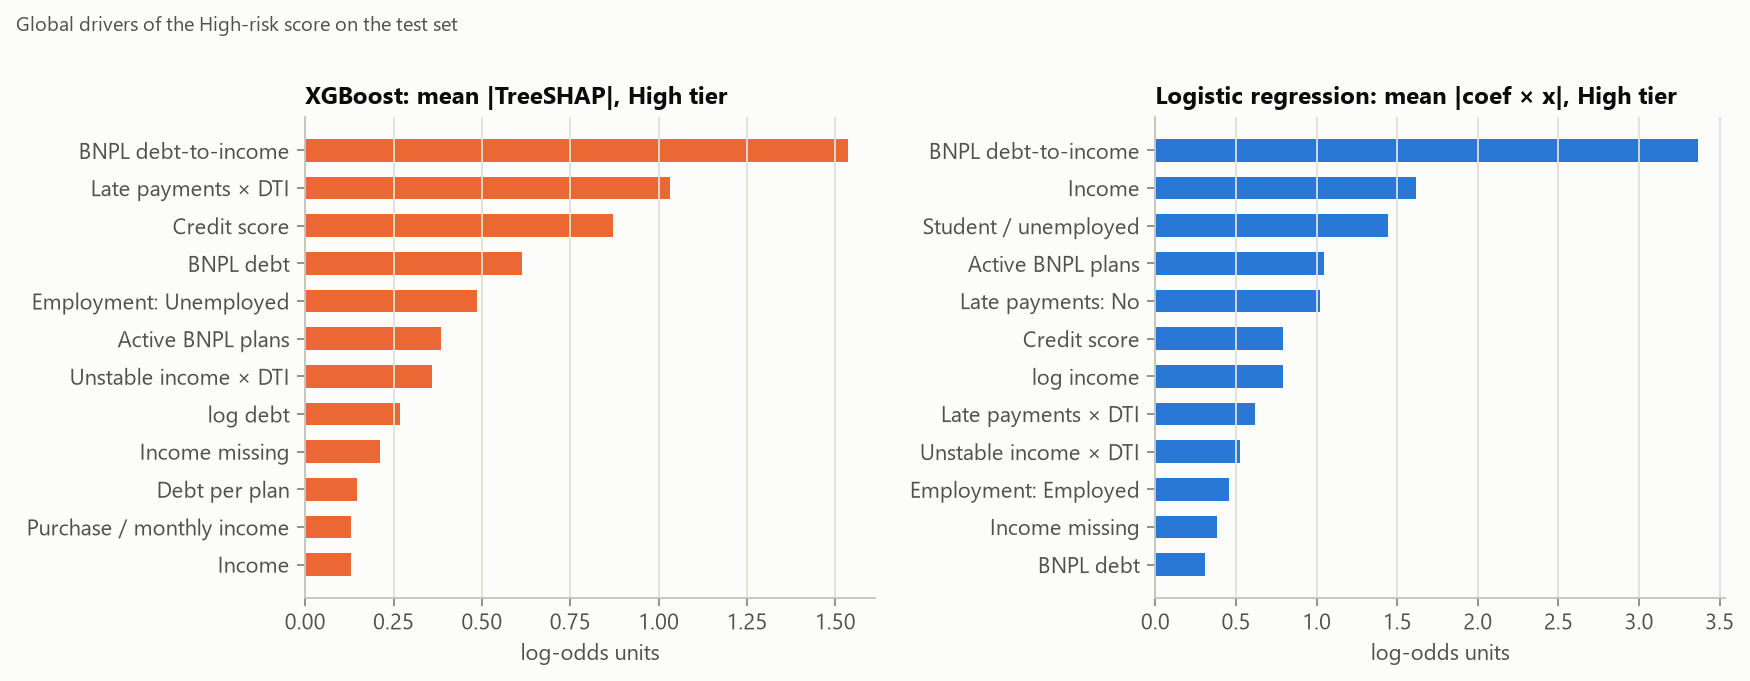 Global drivers of the High-risk score on the test set
XGBoost: mean |TreeSHAP|, High tier
BNPL debt-to-income
Late payments × DTI
Credit score
BNPL debt
Employment: Unemployed
Active BNPL plans
Unstable income × DTI
log debt
Income missing
Debt per plan
Purchase / monthly income
Income
0.00 0.25 0.50 0.75 1.00 1.25 1.50
log-odds units
Logistic regression: mean |coef × x|, High tier
BNPL debt-to-income
Income
Student / unemployed
Active BNPL plans
Late payments: No
Credit score
log income
Late payments × DTI
Unstable income × DTI
Employment: Employed
Income missing
BNPL debt
0.0 0.5 1.0 1.5 2.0 2.5 3.0 3.5
log-odds units